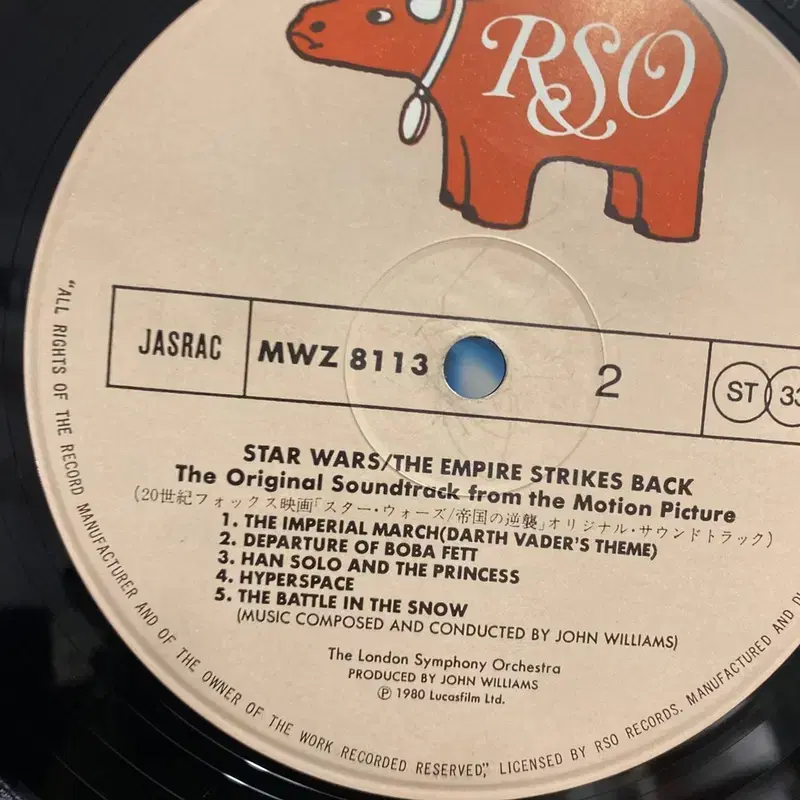 RSO
JASRAC
MWZ 8113
2
ST
33
STAR WARS/THE EMPIRE STRIKES BACK
The Original Soundtrack from the Motion Picture
(20世紀フォックス映画「スター・ウォーズ/帝国の逆襲」オリジナル・サウンドトラック)
1. THE IMPERIAL MARCH(DARTH VADER'S THEME)
2. DEPARTURE OF BOBA FETT
3. HAN SOLO AND THE PRINCESS
4. HYPERSPACE
5. THE BATTLE IN THE SNOW
(MUSIC COMPOSED AND CONDUCTED BY JOHN WILLIAMS)
The London Symphony Orchestra
PRODUCED BY JOHN WILLIAMS
Ⓟ 1980 Lucasfilm Ltd.
"ALL RIGHTS OF THE RECORD MANUFACTURER AND OF THE OWNER OF THE WORK RECORDED RESERVED," LICENSED BY RSO RECORDS. MANUFACTURED AND